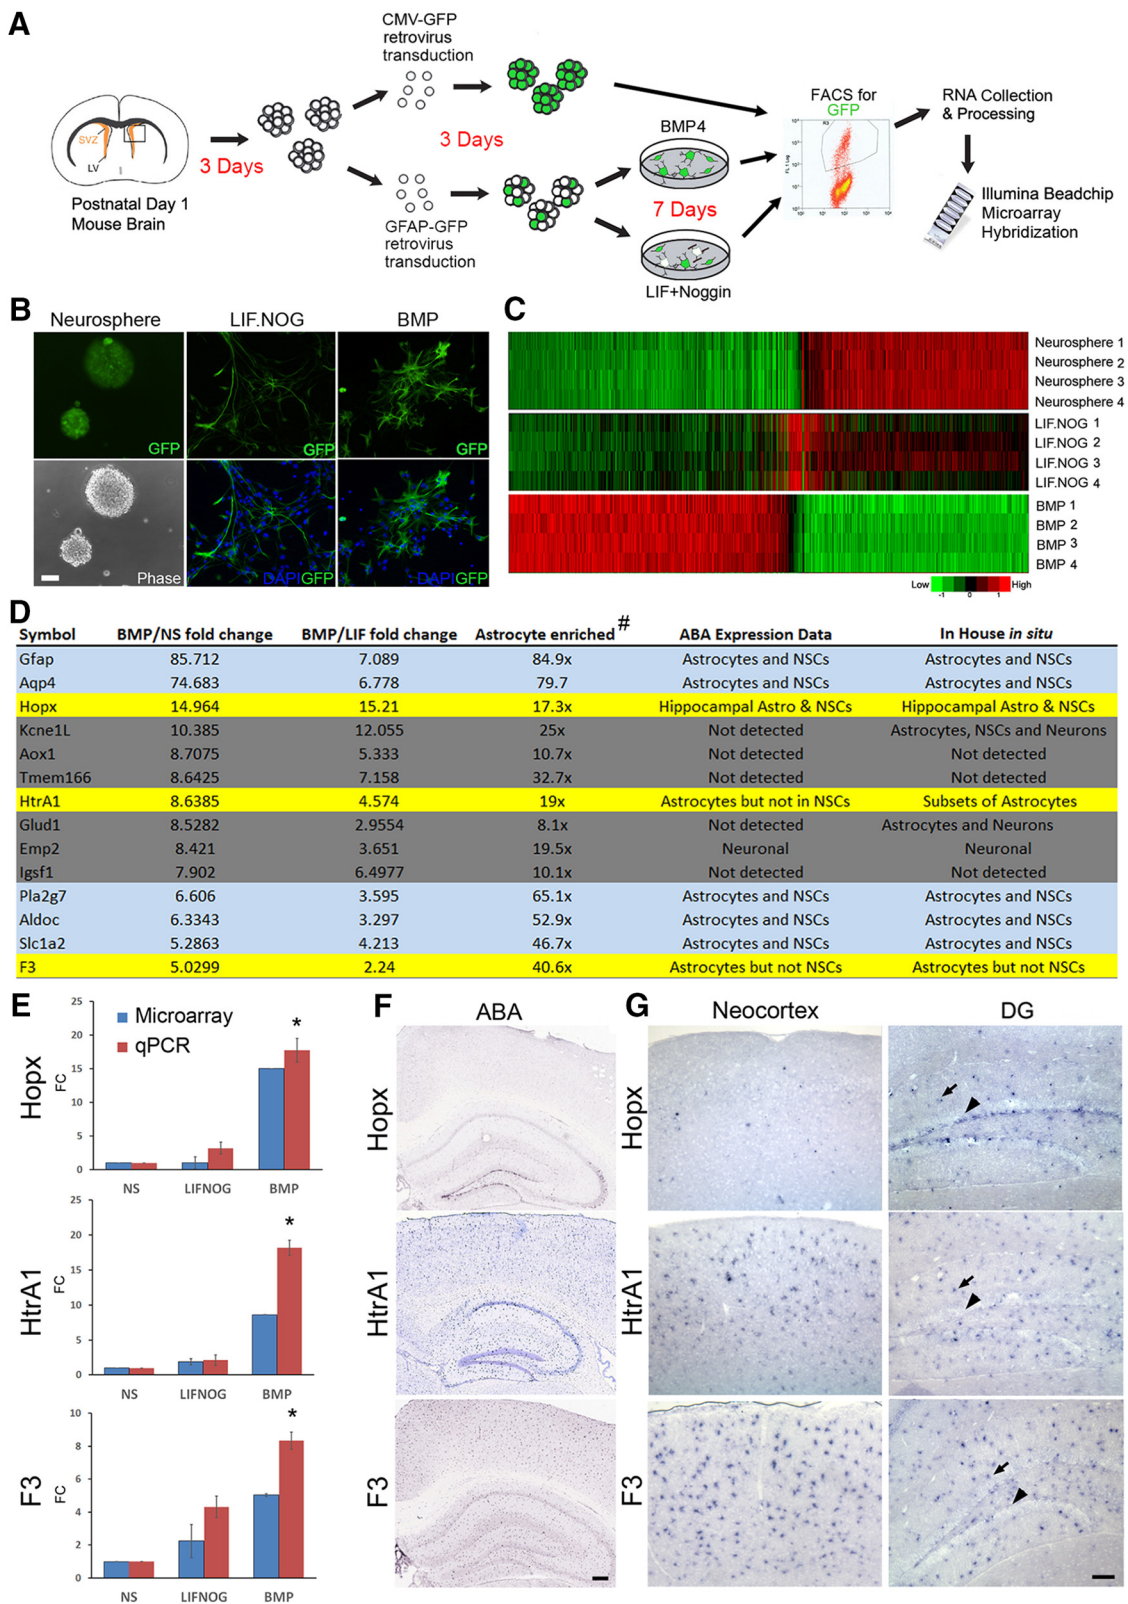 A
CMV-GFP
retrovirus
transduction
SVZ
LV
3 Days
Postnatal Day 1
Mouse Brain
3 Days
GFAP-GFP
retrovirus
transduction
BMP4
7 Days
LIF+Noggin
FACS for
GFP
RNA Collection
& Processing
Illumina Beadchip
Microarray
Hybridization
B
Neurosphere LIF.NOG BMP
GFP GFP GFP
Phase DAPIGFP DAPIGFP
C
Neurosphere 1
Neurosphere 2
Neurosphere 3
Neurosphere 4
LIF.NOG 1
LIF.NOG 2
LIF.NOG 3
LIF.NOG 4
BMP 1
BMP 2
BMP 3
BMP 4
Low High
-1 0 1
D
Symbol BMP/NS fold change BMP/LIF fold change Astrocyte enriched # ABA Expression Data In House in situ
Gfap 85.712 7.089 84.9x Astrocytes and NSCs Astrocytes and NSCs
Aqp4 74.683 6.778 79.7 Astrocytes and NSCs Astrocytes and NSCs
Hopx 14.964 15.21 17.3x Hippocampal Astro & NSCs Hippocampal Astro & NSCs
Kcne1L 10.385 12.055 25x Not detected Astrocytes, NSCs and Neurons
Aox1 8.7075 5.333 10.7x Not detected Not detected
Tmem166 8.6425 7.158 32.7x Not detected Not detected
HtrA1 8.6385 4.574 19x Astrocytes but not in NSCs Subsets of Astrocytes
Glud1 8.5282 2.9554 8.1x Not detected Astrocytes and Neurons
Emp2 8.421 3.651 19.5x Neuronal Neuronal
Igsf1 7.902 6.4977 10.1x Not detected Not detected
Pla2g7 6.606 3.595 65.1x Astrocytes and NSCs Astrocytes and NSCs
Aldoc 6.3343 3.297 52.9x Astrocytes and NSCs Astrocytes and NSCs
Slc1a2 5.2863 4.213 46.7x Astrocytes and NSCs Astrocytes and NSCs
F3 5.0299 2.24 40.6x Astrocytes but not NSCs Astrocytes but not NSCs
E
Microarray
qPCR
Hopx
FC
25
20
15
10
5
0
*
NS LIFNOG BMP
HtrA1
FC
25
20
15
10
5
0
*
NS LIFNOG BMP
F3
FC
10
8
6
4
2
0
*
NS LIFNOG BMP
F
ABA
Hopx
HtrA1
F3
G
Neocortex DG
Hopx
HtrA1
F3